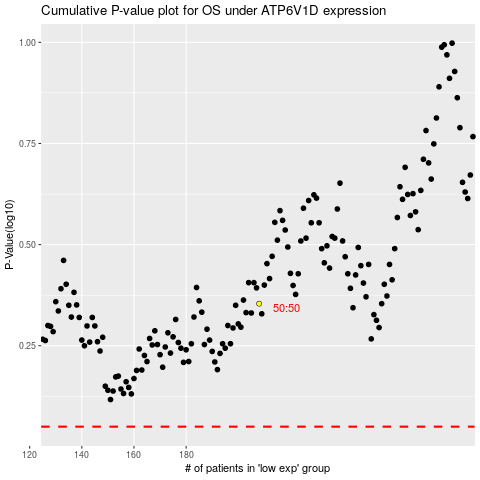 Cumulative P-value plot for OS under ATP6V1D expression
P-Value(log10)
1.00
0.75
0.50
0.25
50:50
120 140 160 180
# of patients in 'low exp' group